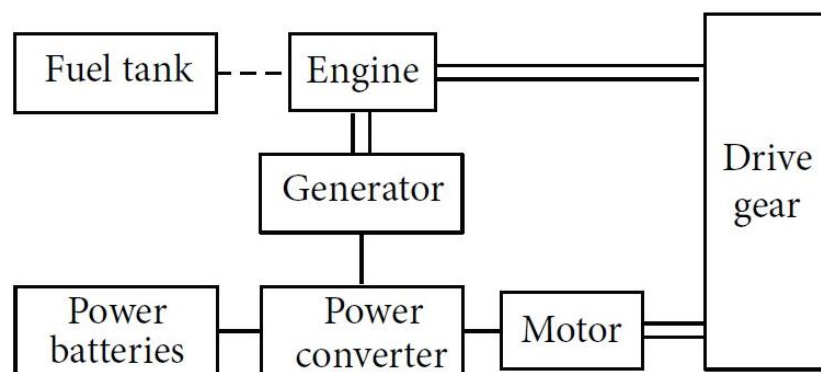 Fuel tank
Engine
Generator
Drive
gear
Power
batteries
Power
converter
Motor